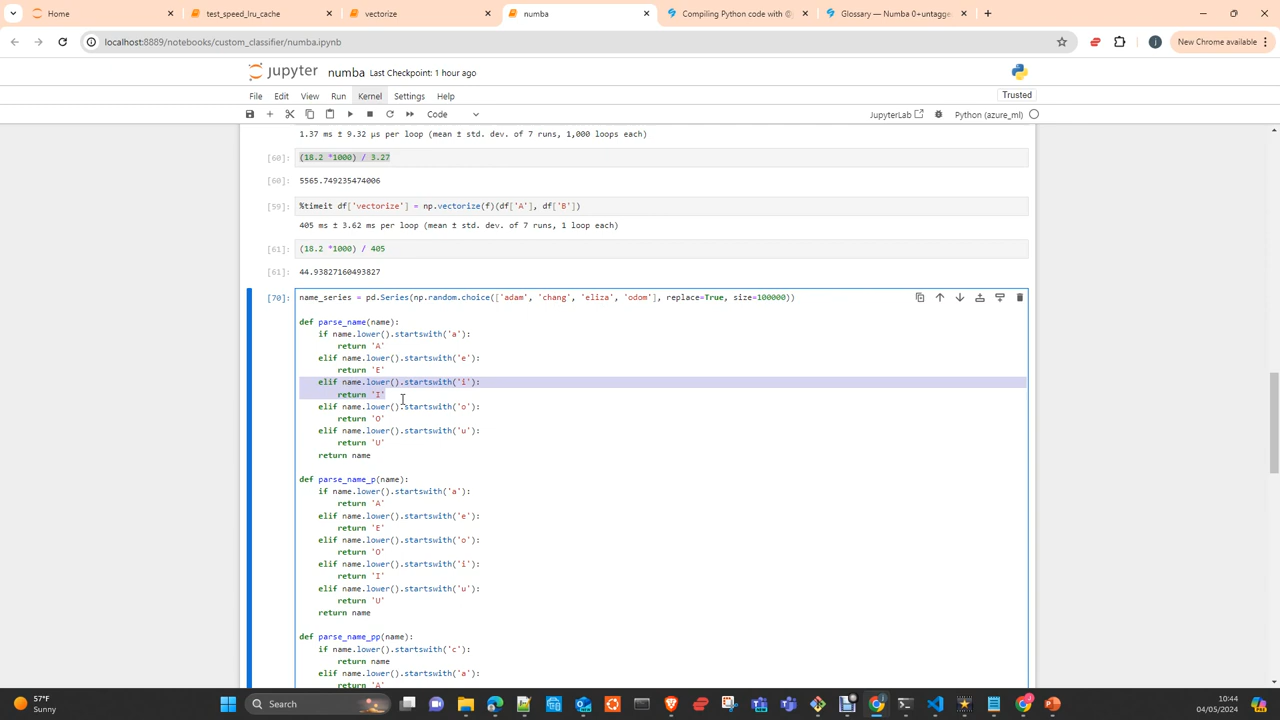 Home
test_speed_lru_cache
vectorize
numba
Compiling Python code with @
Glossary — Numba 0+untagge
localhost:8889/notebooks/custom_classifier/numba.ipynb
New Chrome available
jupyter numba Last Checkpoint: 1 hour ago
File Edit View Run Kernel Settings Help
Trusted
Code
JupyterLab
Python (azure_ml)
1.37 ms ± 9.32 µs per loop (mean ± std. dev. of 7 runs, 1,000 loops each)
[60]: (18.2 *1000) / 3.27
[60]: 5565.749235474006
[59]: %timeit df['vectorize'] = np.vectorize(f)(df['A'], df['B'])
405 ms ± 3.62 ms per loop (mean ± std. dev. of 7 runs, 1 loop each)
[61]: (18.2 *1000) / 405
[61]: 44.93827160493827
[70]: name_series = pd.Series(np.random.choice(['adam', 'chang', 'eliza', 'odom'], replace=True, size=100000))
def parse_name(name):
if name.lower().startswith('a'):
return 'A'
elif name.lower().startswith('e'):
return 'E'
elif name.lower().startswith('i'):
return 'I'
elif name.lower().startswith('o'):
return 'O'
elif name.lower().startswith('u'):
return 'U'
return name
def parse_name_p(name):
if name.lower().startswith('a'):
return 'A'
elif name.lower().startswith('e'):
return 'E'
elif name.lower().startswith('o'):
return 'O'
elif name.lower().startswith('i'):
return 'I'
elif name.lower().startswith('u'):
return 'U'
return name
def parse_name_pp(name):
if name.lower().startswith('c'):
return name
elif name.lower().startswith('a'):
return 'A'
57°F
Sunny
Search
10:44
04/05/2024